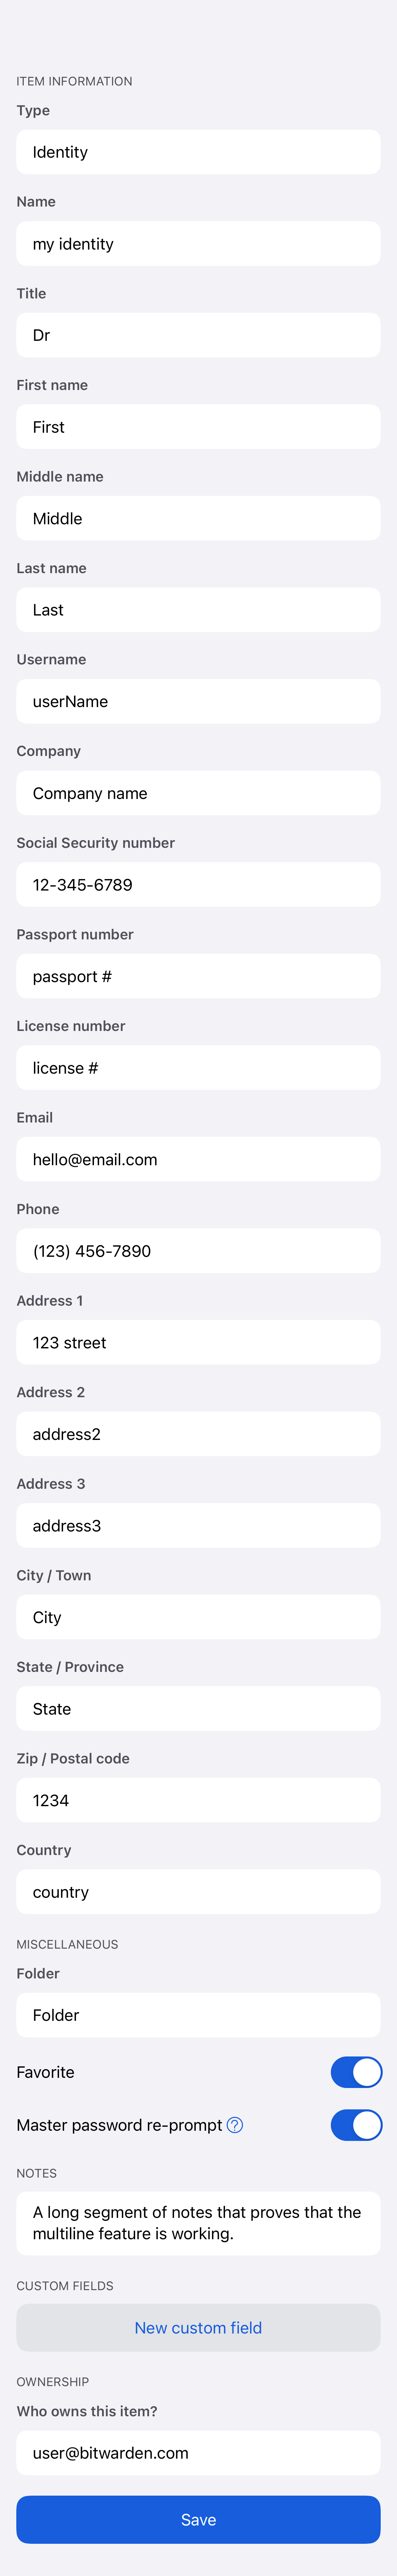 ITEM INFORMATION
Type
Identity
Name
my identity
Title
Dr
First name
First
Middle name
Middle
Last name
Last
Username
userName
Company
Company name
Social Security number
12-345-6789
Passport number
passport #
License number
license #
Email
hello@email.com
Phone
(123) 456-7890
Address 1
123 street
Address 2
address2
Address 3
address3
City / Town
City
State / Province
State
Zip / Postal code
1234
Country
country
MISCELLANEOUS
Folder
Folder
Favorite
Master password re-prompt ?
NOTES
A long segment of notes that proves that the
multiline feature is working.
CUSTOM FIELDS
New custom field
OWNERSHIP
Who owns this item?
user@bitwarden.com
Save